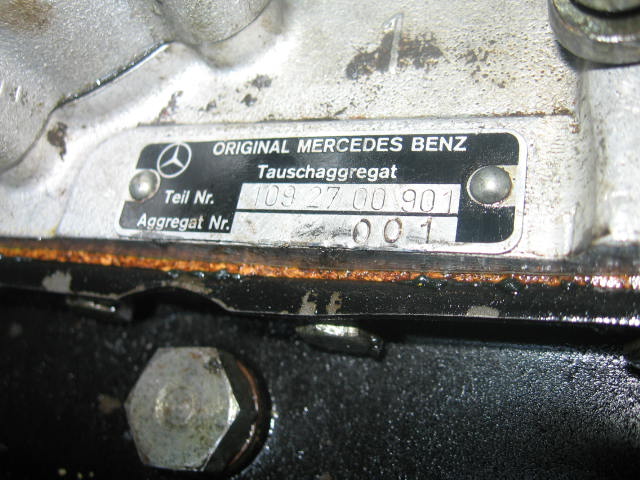 ORIGINAL MERCEDES BENZ
Tauschaggregat
Teil Nr. 109 27 00 901
Aggregat Nr. 001